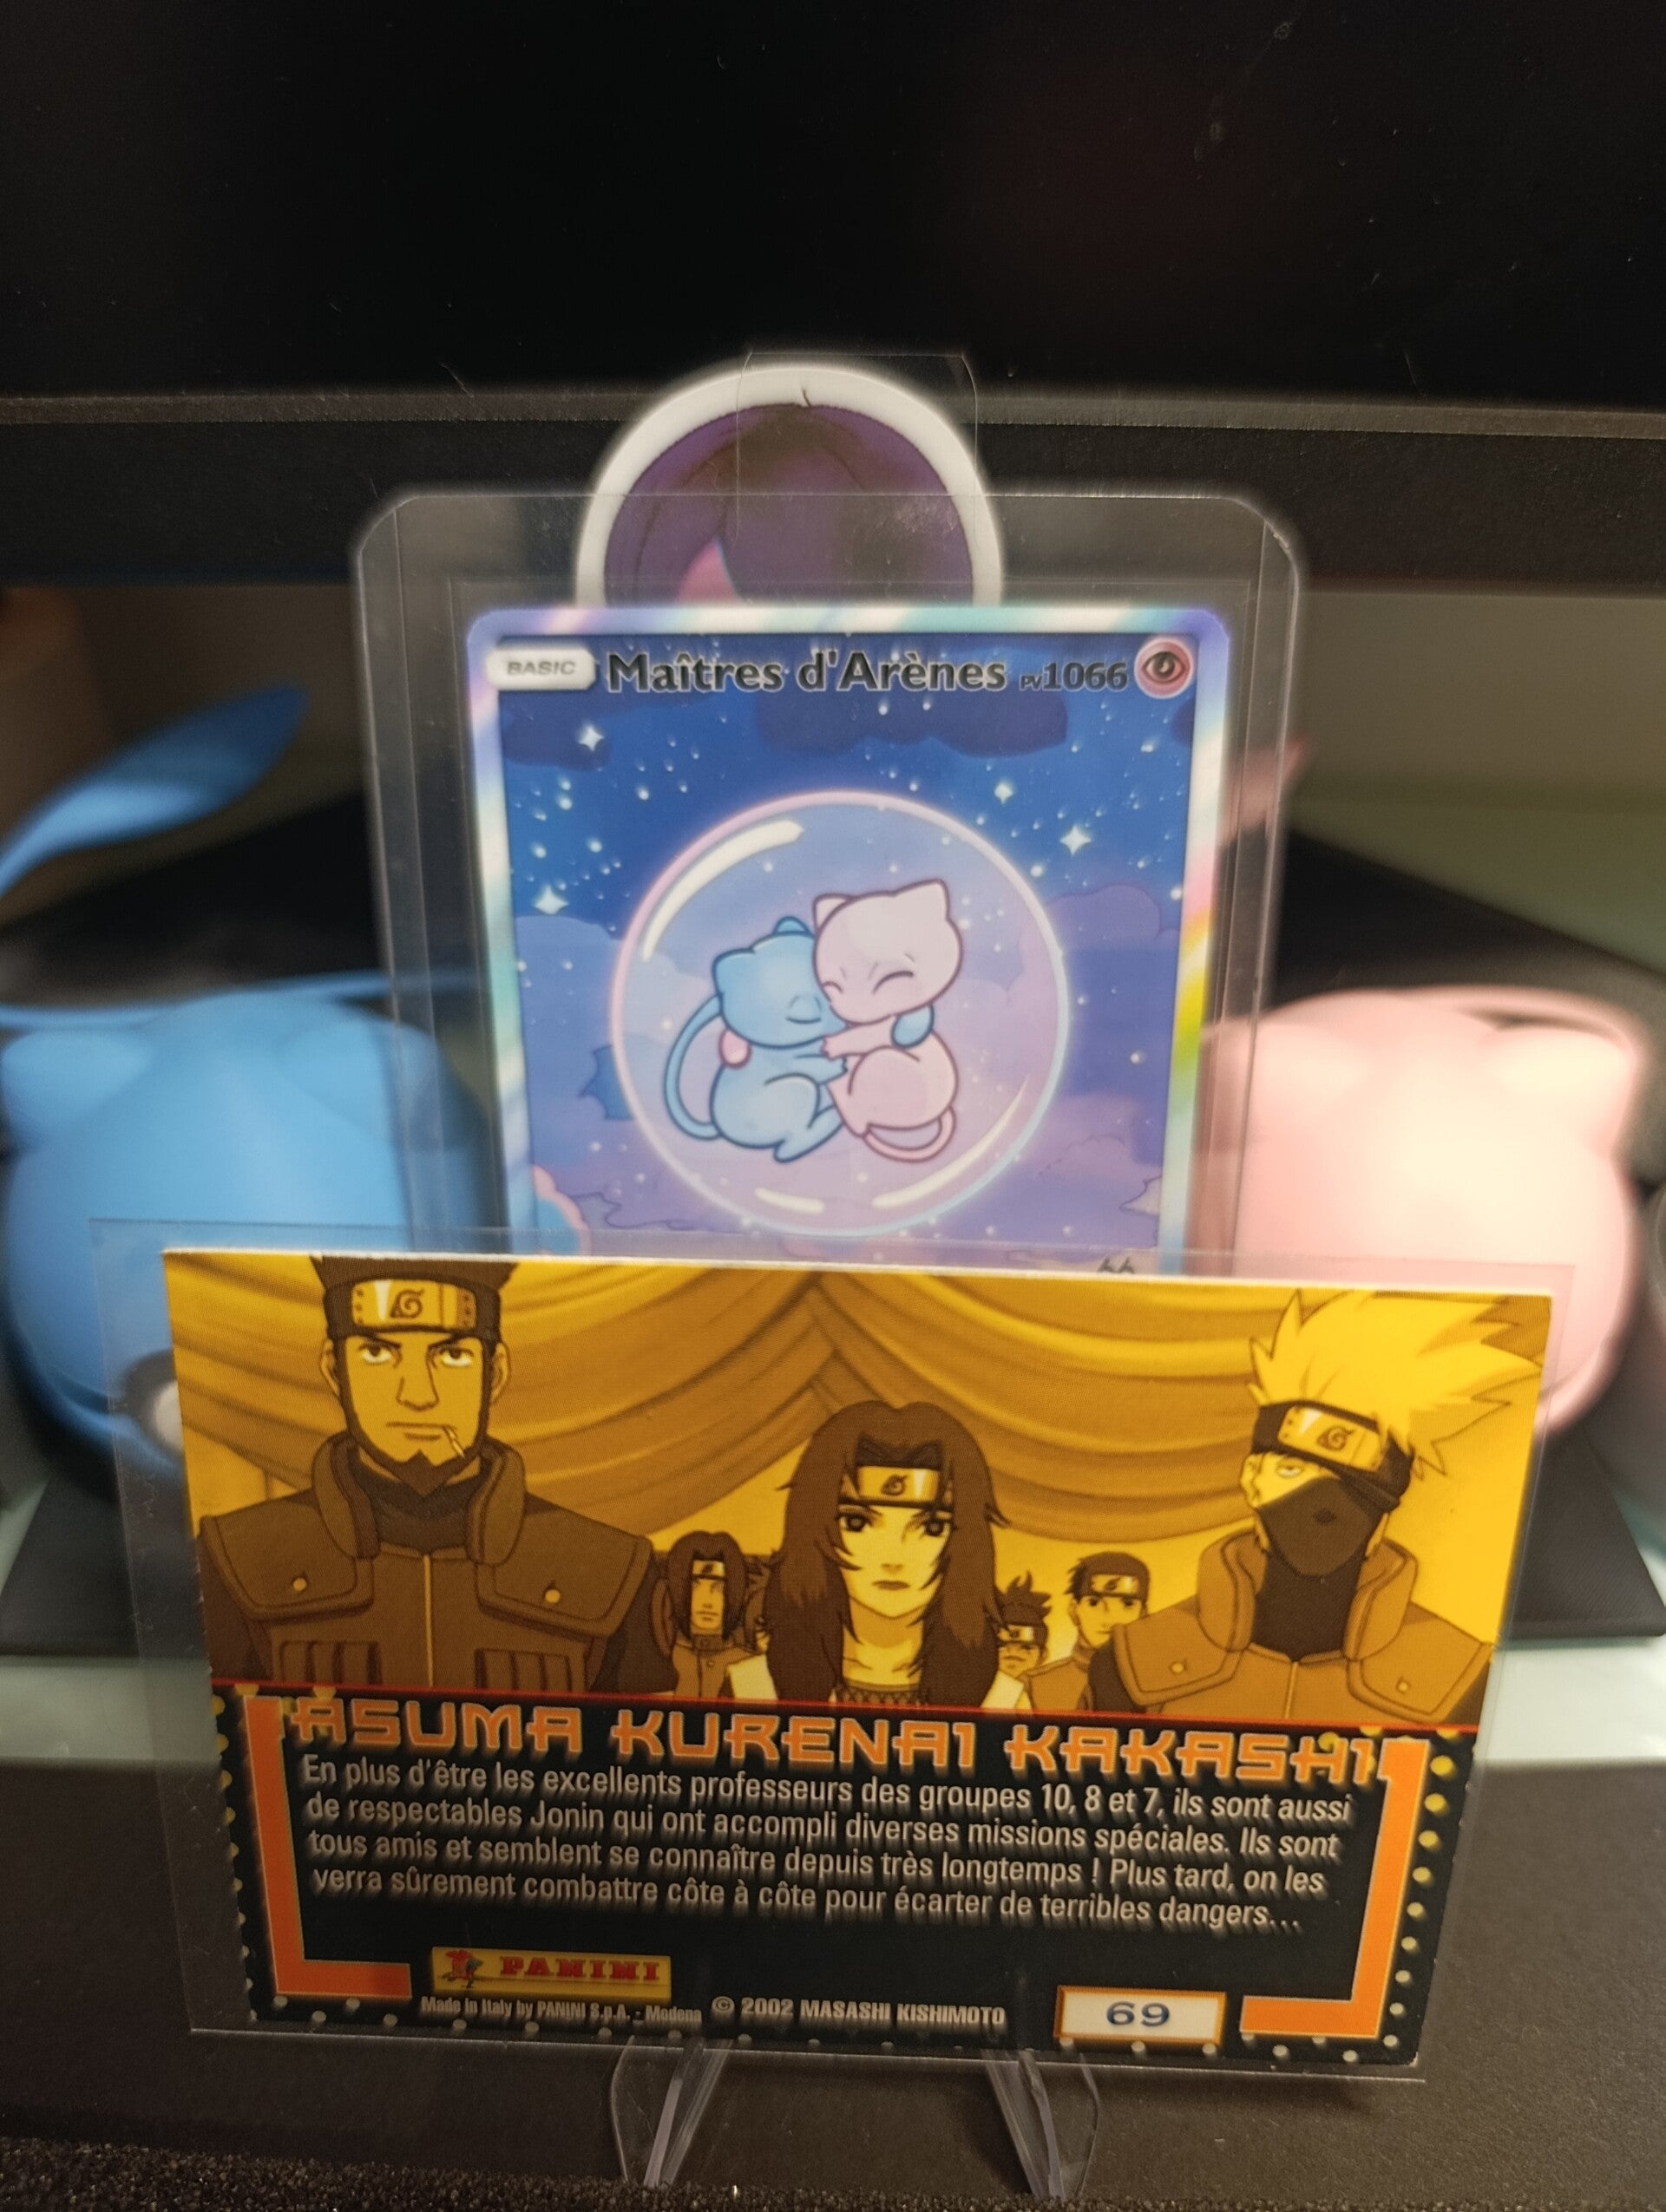 BASIC Maîtres d'Arènes PV1066
ASUMA KURENAI KAKASHI
En plus d'être les excellents professeurs des groupes 10, 8 et 7, ils sont aussi
de respectables Jonin qui ont accompli diverses missions spéciales. Ils sont
tous amis et semblent se connaître depuis très longtemps ! Plus tard, on les
verra sûrement combattre côte à côte pour écarter de terribles dangers...
PANINI
Made in Italy by PANINI S.p.A. - Modena © 2002 MASASHI KISHIMOTO
69